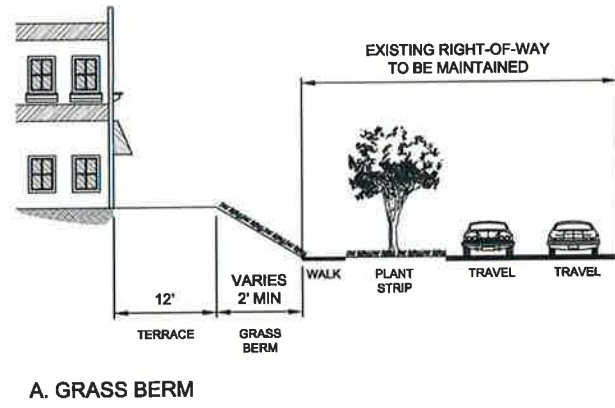 EXISTING RIGHT-OF-WAY
TO BE MAINTAINED
WALK
PLANT
STRIP
TRAVEL
TRAVEL
12'
VARIES
2' MIN
TERRACE
GRASS
BERM
A. GRASS BERM